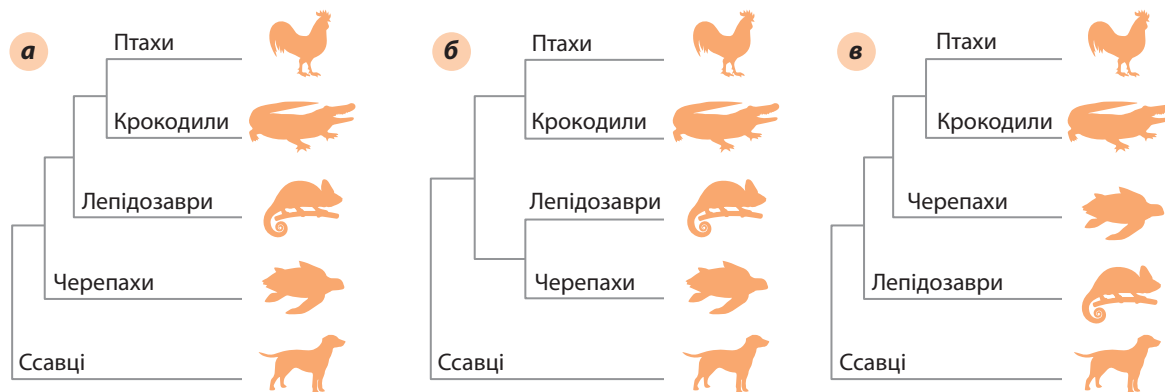 а
Птахи
Крокодили
Лепідозаври
Черепахи
Ссавці
б
Птахи
Крокодили
Лепідозаври
Черепахи
Ссавці
в
Птахи
Крокодили
Черепахи
Лепідозаври
Ссавці